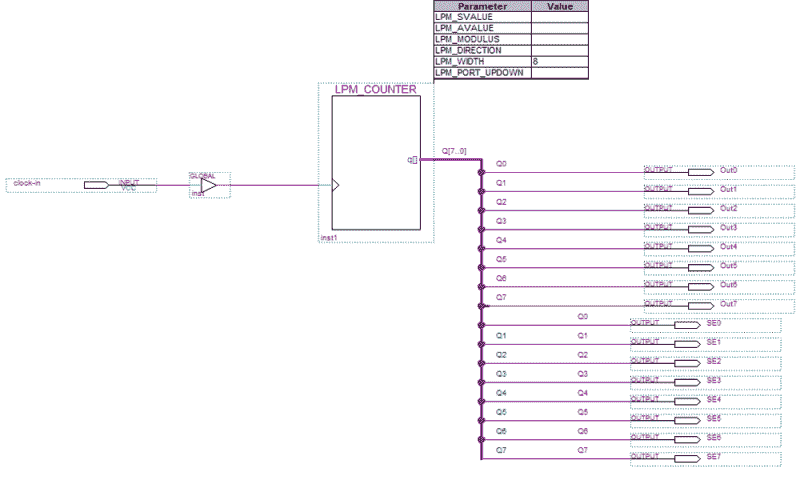 Parameter Value
LPM_SVALUE
LPM_AVALUE
LPM_MODULUS
LPM_DIRECTION
LPM_WIDTH 8
LPM_PORT_UPDOWN
LPM_COUNTER
q[]
Q[7..0]
clock-in INPUT
VCC
GLOBAL
inst
inst1
Q0 OUTPUT Out0
Q1 OUTPUT Out1
Q2 OUTPUT Out2
Q3 OUTPUT Out3
Q4 OUTPUT Out4
Q5 OUTPUT Out5
Q6 OUTPUT Out6
Q7 OUTPUT Out7
Q0 OUTPUT SE0
Q1 Q1 OUTPUT SE1
Q2 Q2 OUTPUT SE2
Q3 Q3 OUTPUT SE3
Q4 Q4 OUTPUT SE4
Q5 Q5 OUTPUT SE5
Q6 Q6 OUTPUT SE6
Q7 Q7 OUTPUT SE7